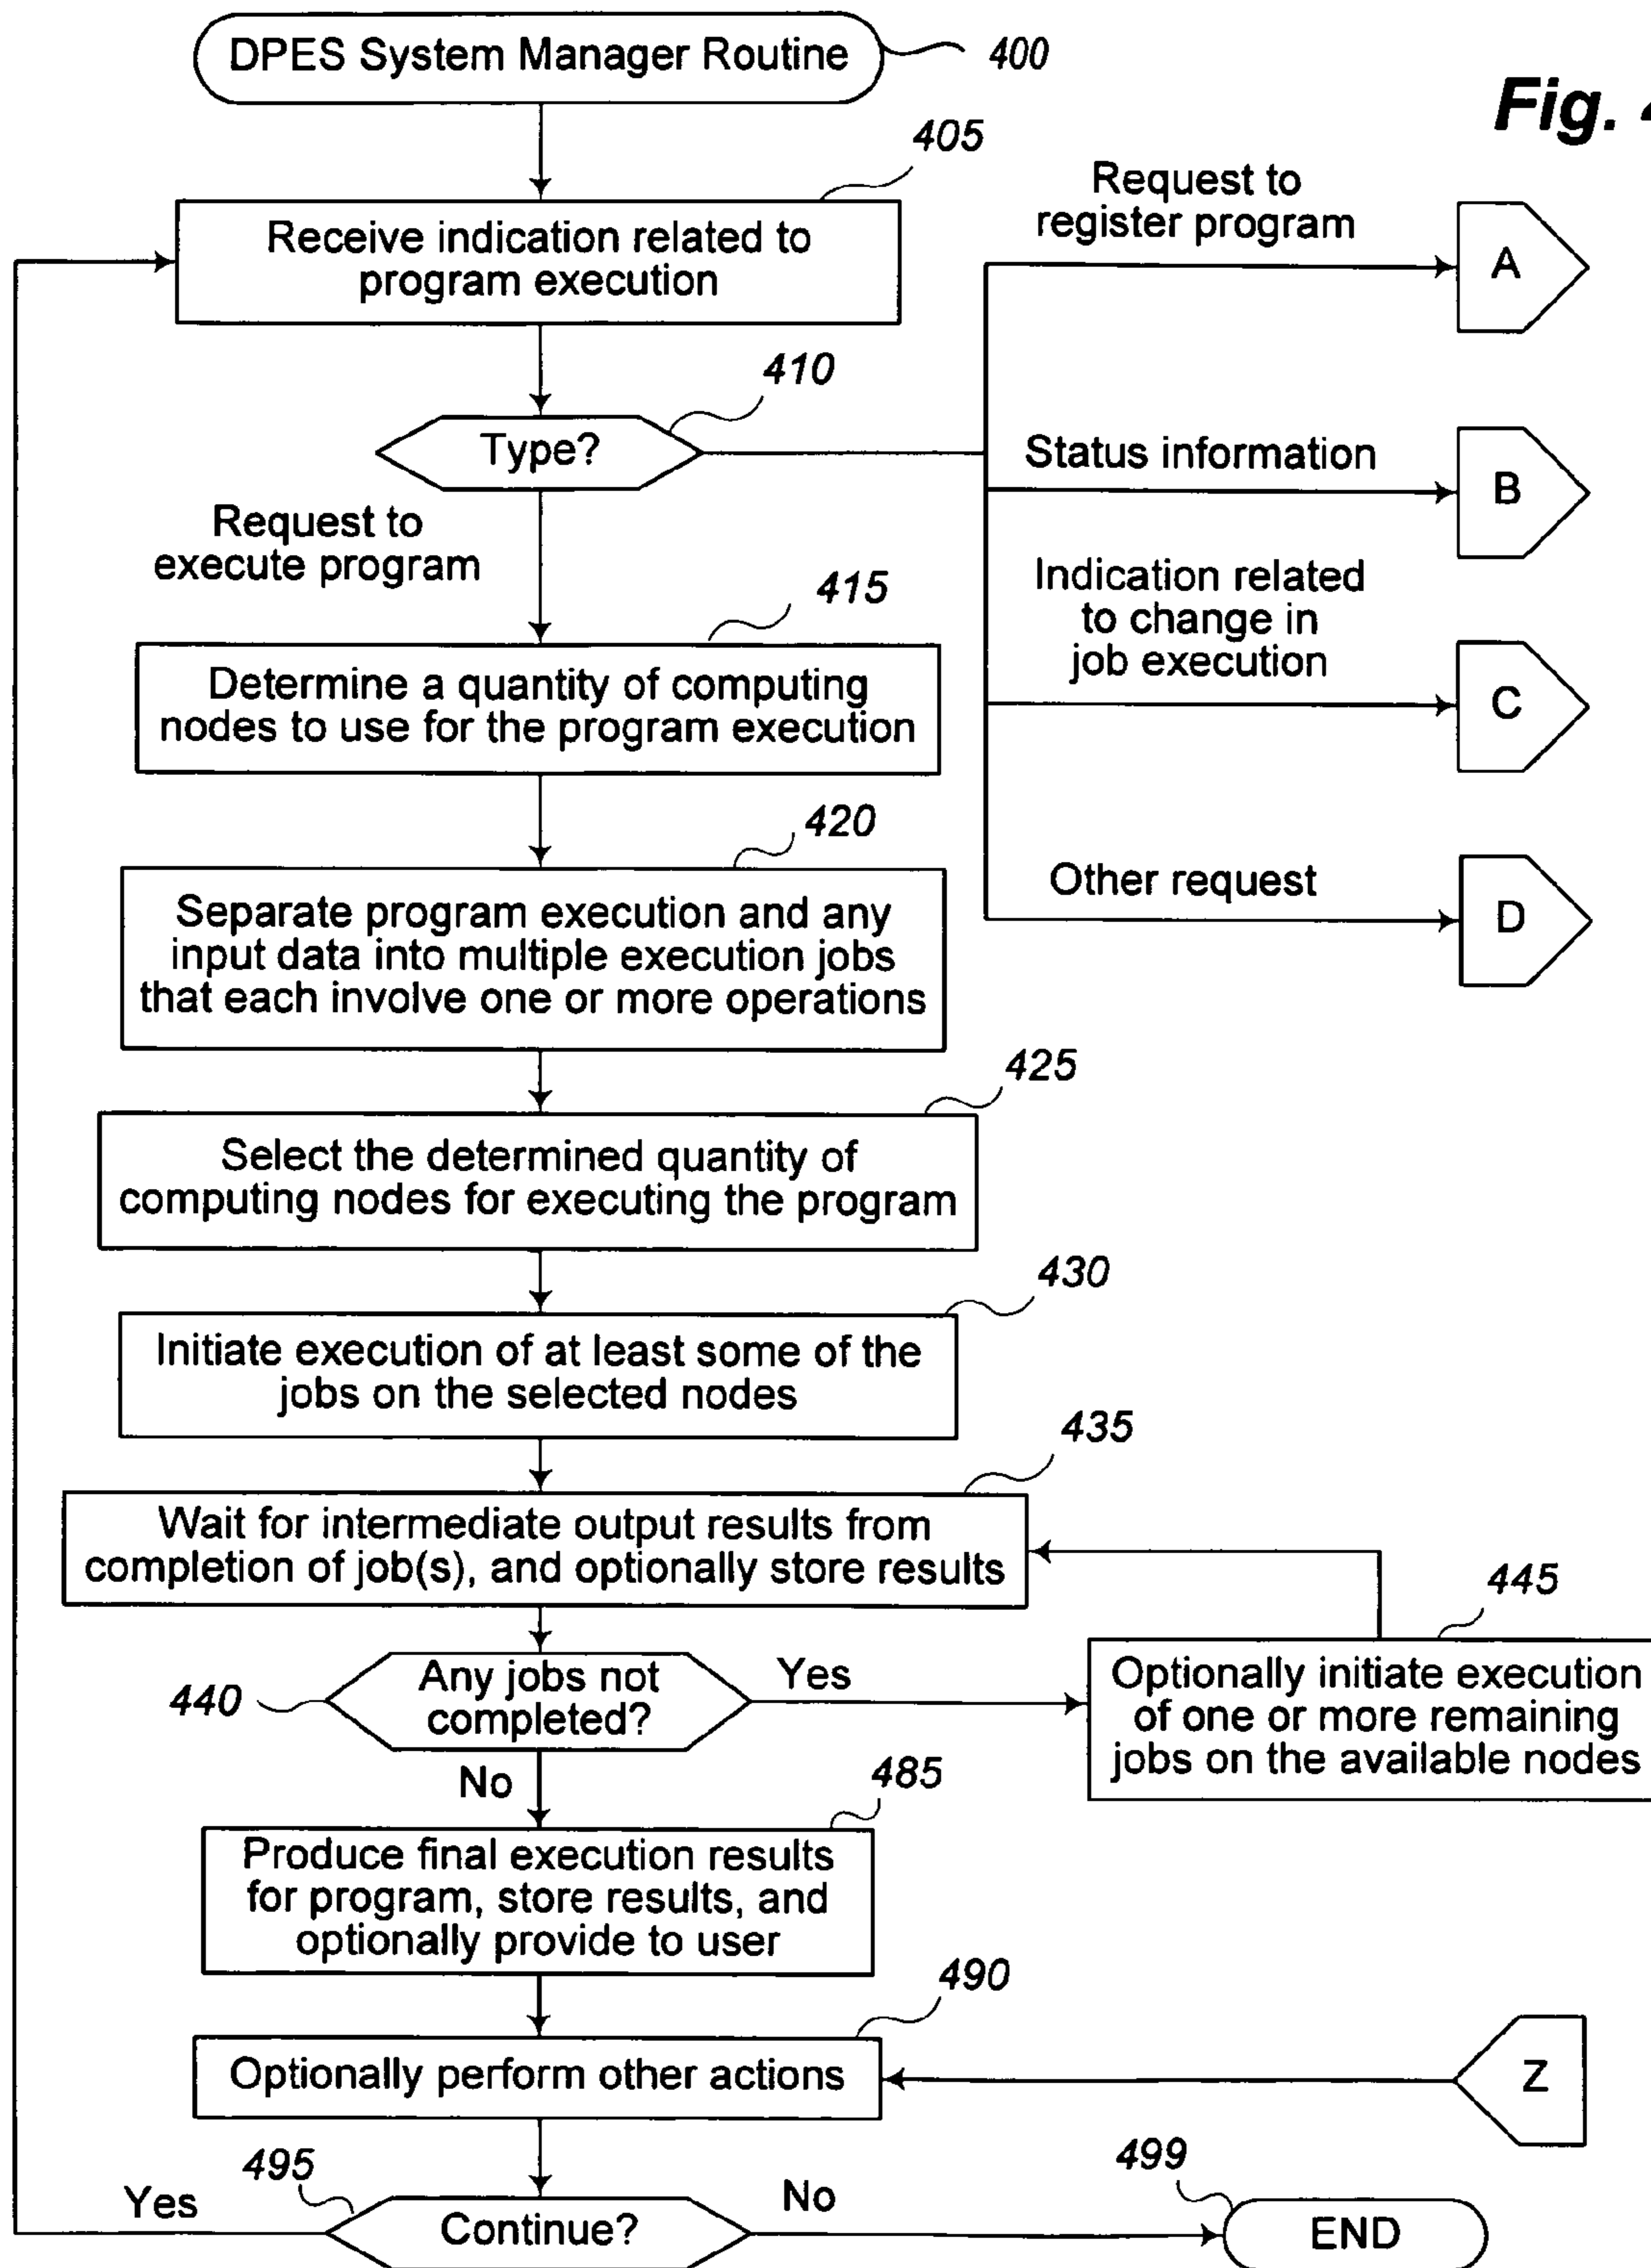 DPES System Manager Routine
400
Fig. 4
405
Receive indication related to
program execution
Request to
register program
A
410
Type?
Status information
B
Request to
execute program
Indication related
to change in
job execution
C
415
Determine a quantity of computing
nodes to use for the program execution
Other request
D
420
Separate program execution and any
input data into multiple execution jobs
that each involve one or more operations
425
Select the determined quantity of
computing nodes for executing the program
430
Initiate execution of at least some of the
jobs on the selected nodes
435
Wait for intermediate output results from
completion of job(s), and optionally store results
445
440
Any jobs not
completed?
Yes
Optionally initiate execution
of one or more remaining
jobs on the available nodes
No
485
Produce final execution results
for program, store results, and
optionally provide to user
490
Optionally perform other actions
Z
495
Yes
Continue?
No
499
END